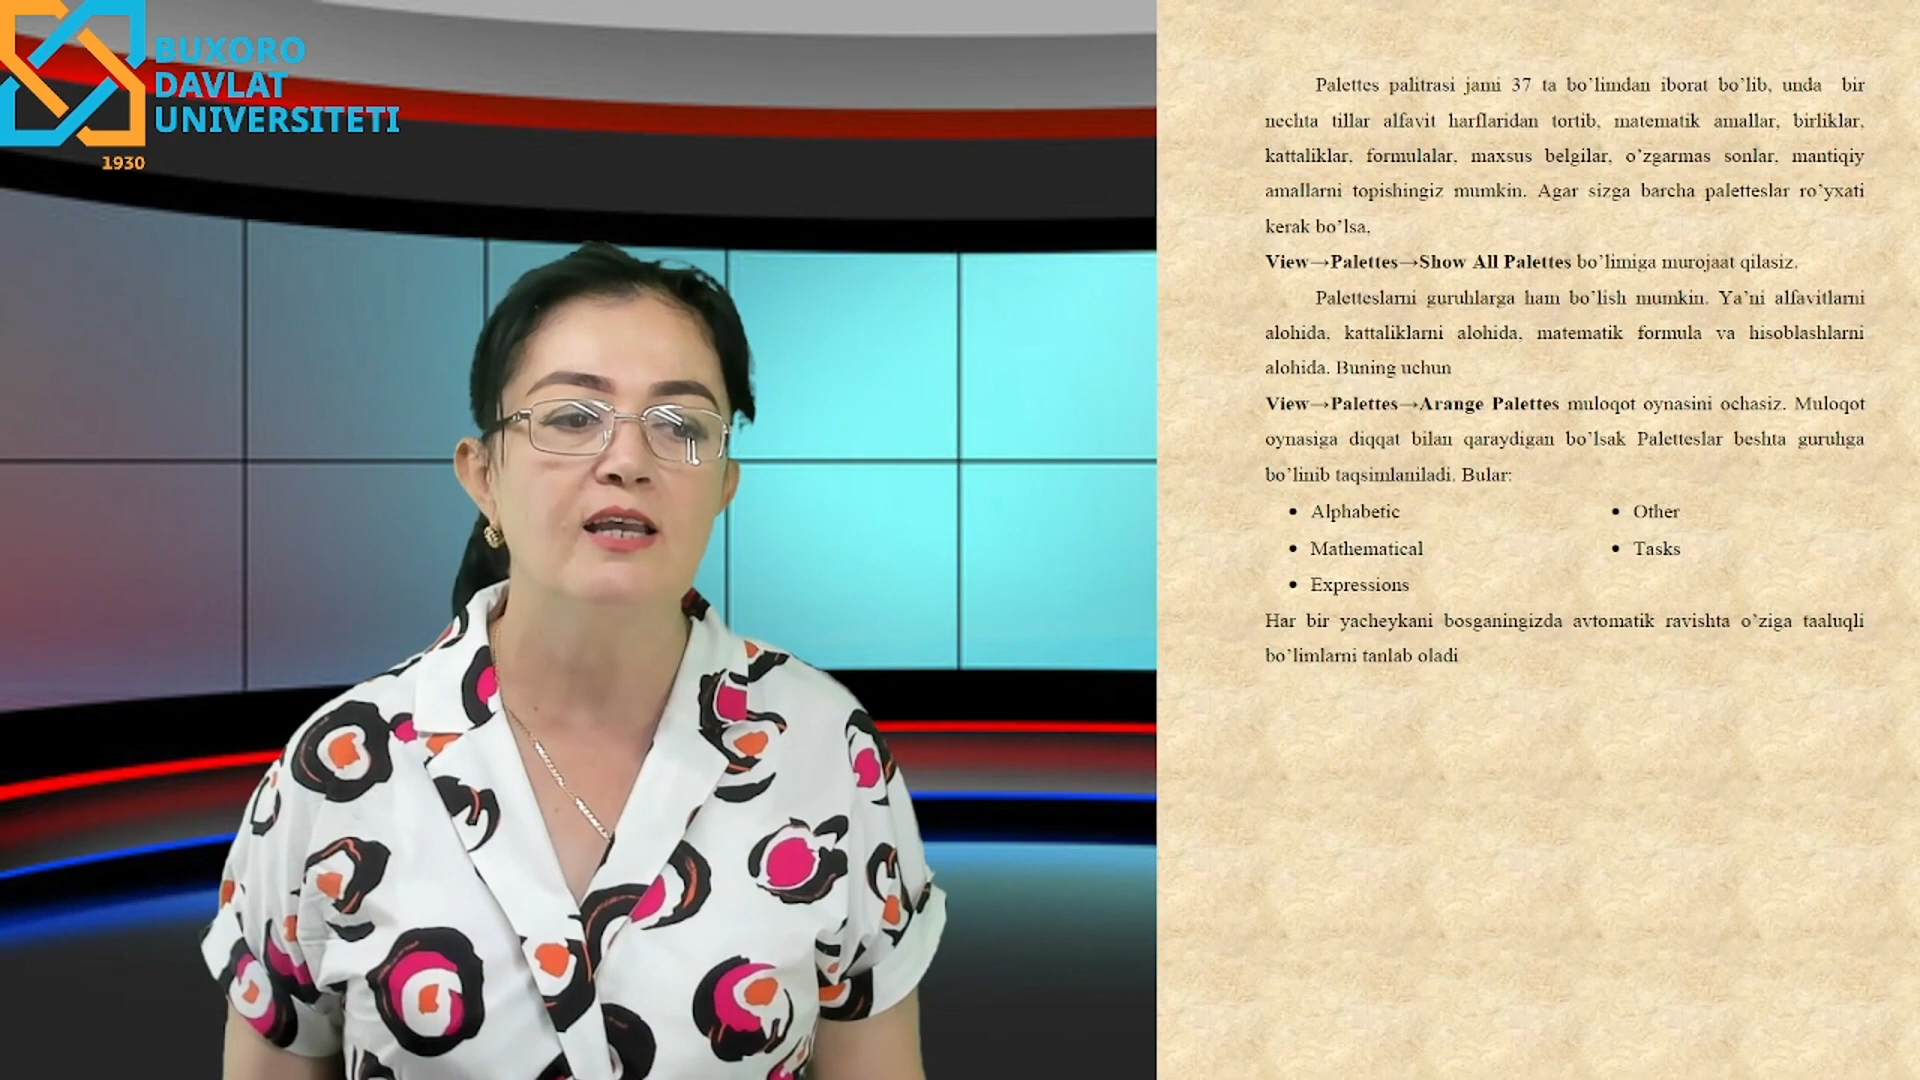 BUXORO
DAVLAT
UNIVERSITETI
1930
Palettes palitrasi jami 37 ta bo’limdan iborat bo’lib, unda bir
nechta tillar alfavit harflaridan tortib, matematik amallar, birliklar,
kattaliklar, formulalar, maxsus belgilar, o’zgarmas sonlar, mantiqiy
amallarni topishingiz mumkin. Agar sizga barcha paletteslar ro’yxati
kerak bo’lsa,
View→Palettes→Show All Palettes bo’limiga murojaat qilasiz.
Paletteslarni guruhlarga ham bo’lish mumkin. Ya’ni alfavitlarni
alohida, kattaliklarni alohida, matematik formula va hisoblashlarni
alohida. Buning uchun
View→Palettes→Arange Palettes muloqot oynasini ochasiz. Muloqot
oynasiga diqqat bilan qaraydigan bo’lsak Paletteslar beshta guruhga
bo’linib taqsimlaniladi. Bular:
• Alphabetic
• Mathematical
• Expressions
• Other
• Tasks
Har bir yacheykani bosganingizda avtomatik ravishta o’ziga taaluqli
bo’limlarni tanlab oladi